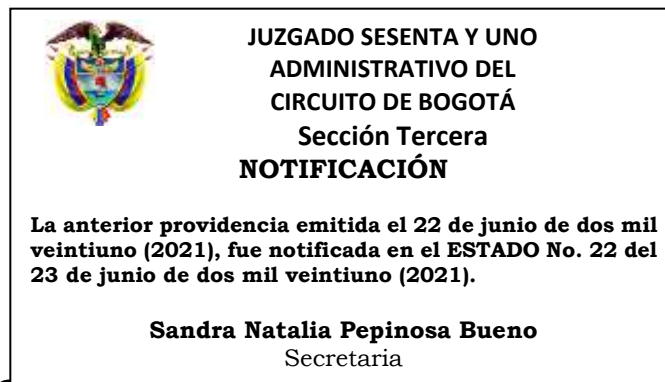 JUZGADO SESENTA Y UNO
ADMINISTRATIVO DEL
CIRCUITO DE BOGOTÁ
Sección Tercera
NOTIFICACIÓN
La anterior providencia emitida el 22 de junio de dos mil
veintiuno (2021), fue notificada en el ESTADO No. 22 del
23 de junio de dos mil veintiuno (2021).
Sandra Natalia Pepinosa Bueno
Secretaria